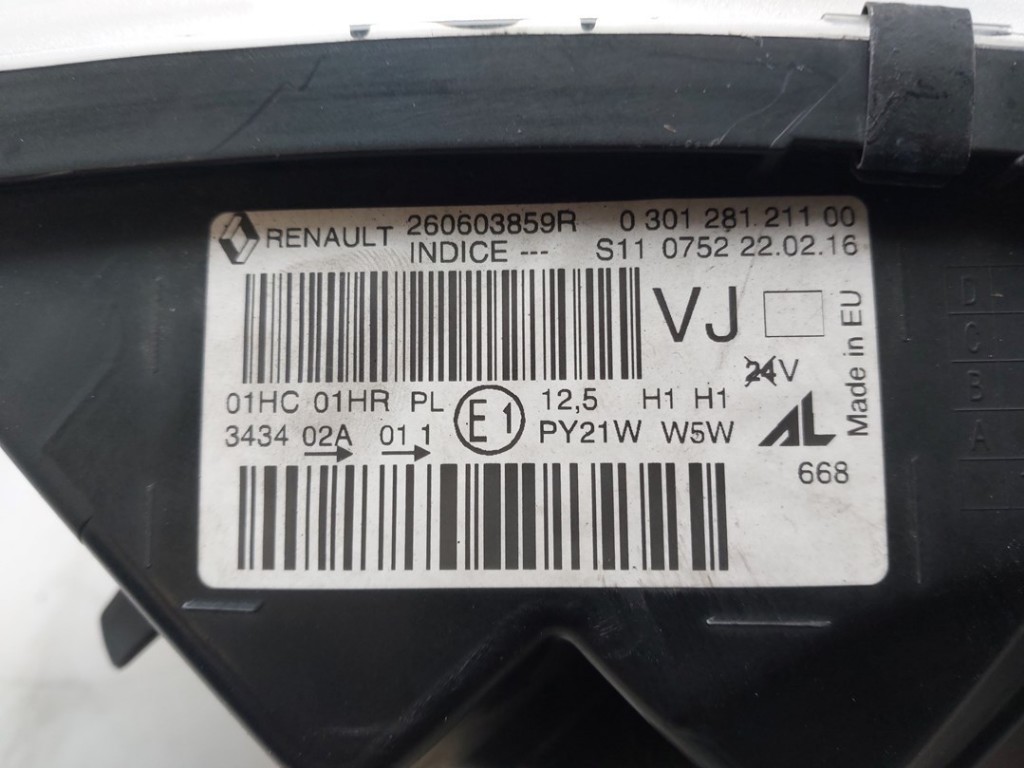 RENAULT 260603859R 0 301 281 211 00
INDICE --- S11 0752 22.02.16
VJ
24V
Made in EU
01HC 01HR PL E1 12,5 H1 H1
3434 02A 01 1 PY21W W5W
AL
668
D
C
B
A